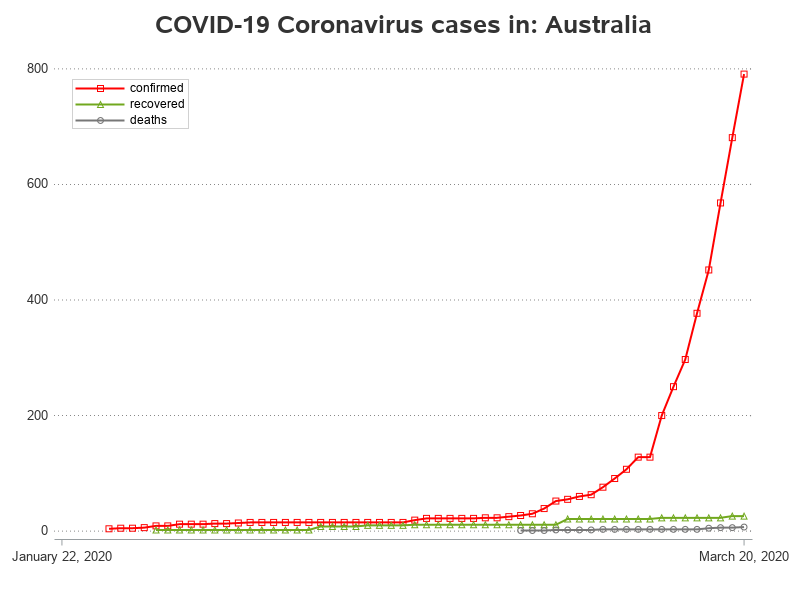 COVID-19 Coronavirus cases in: Australia
800
confirmed
recovered
deaths
600
400
200
0
January 22, 2020
March 20, 2020